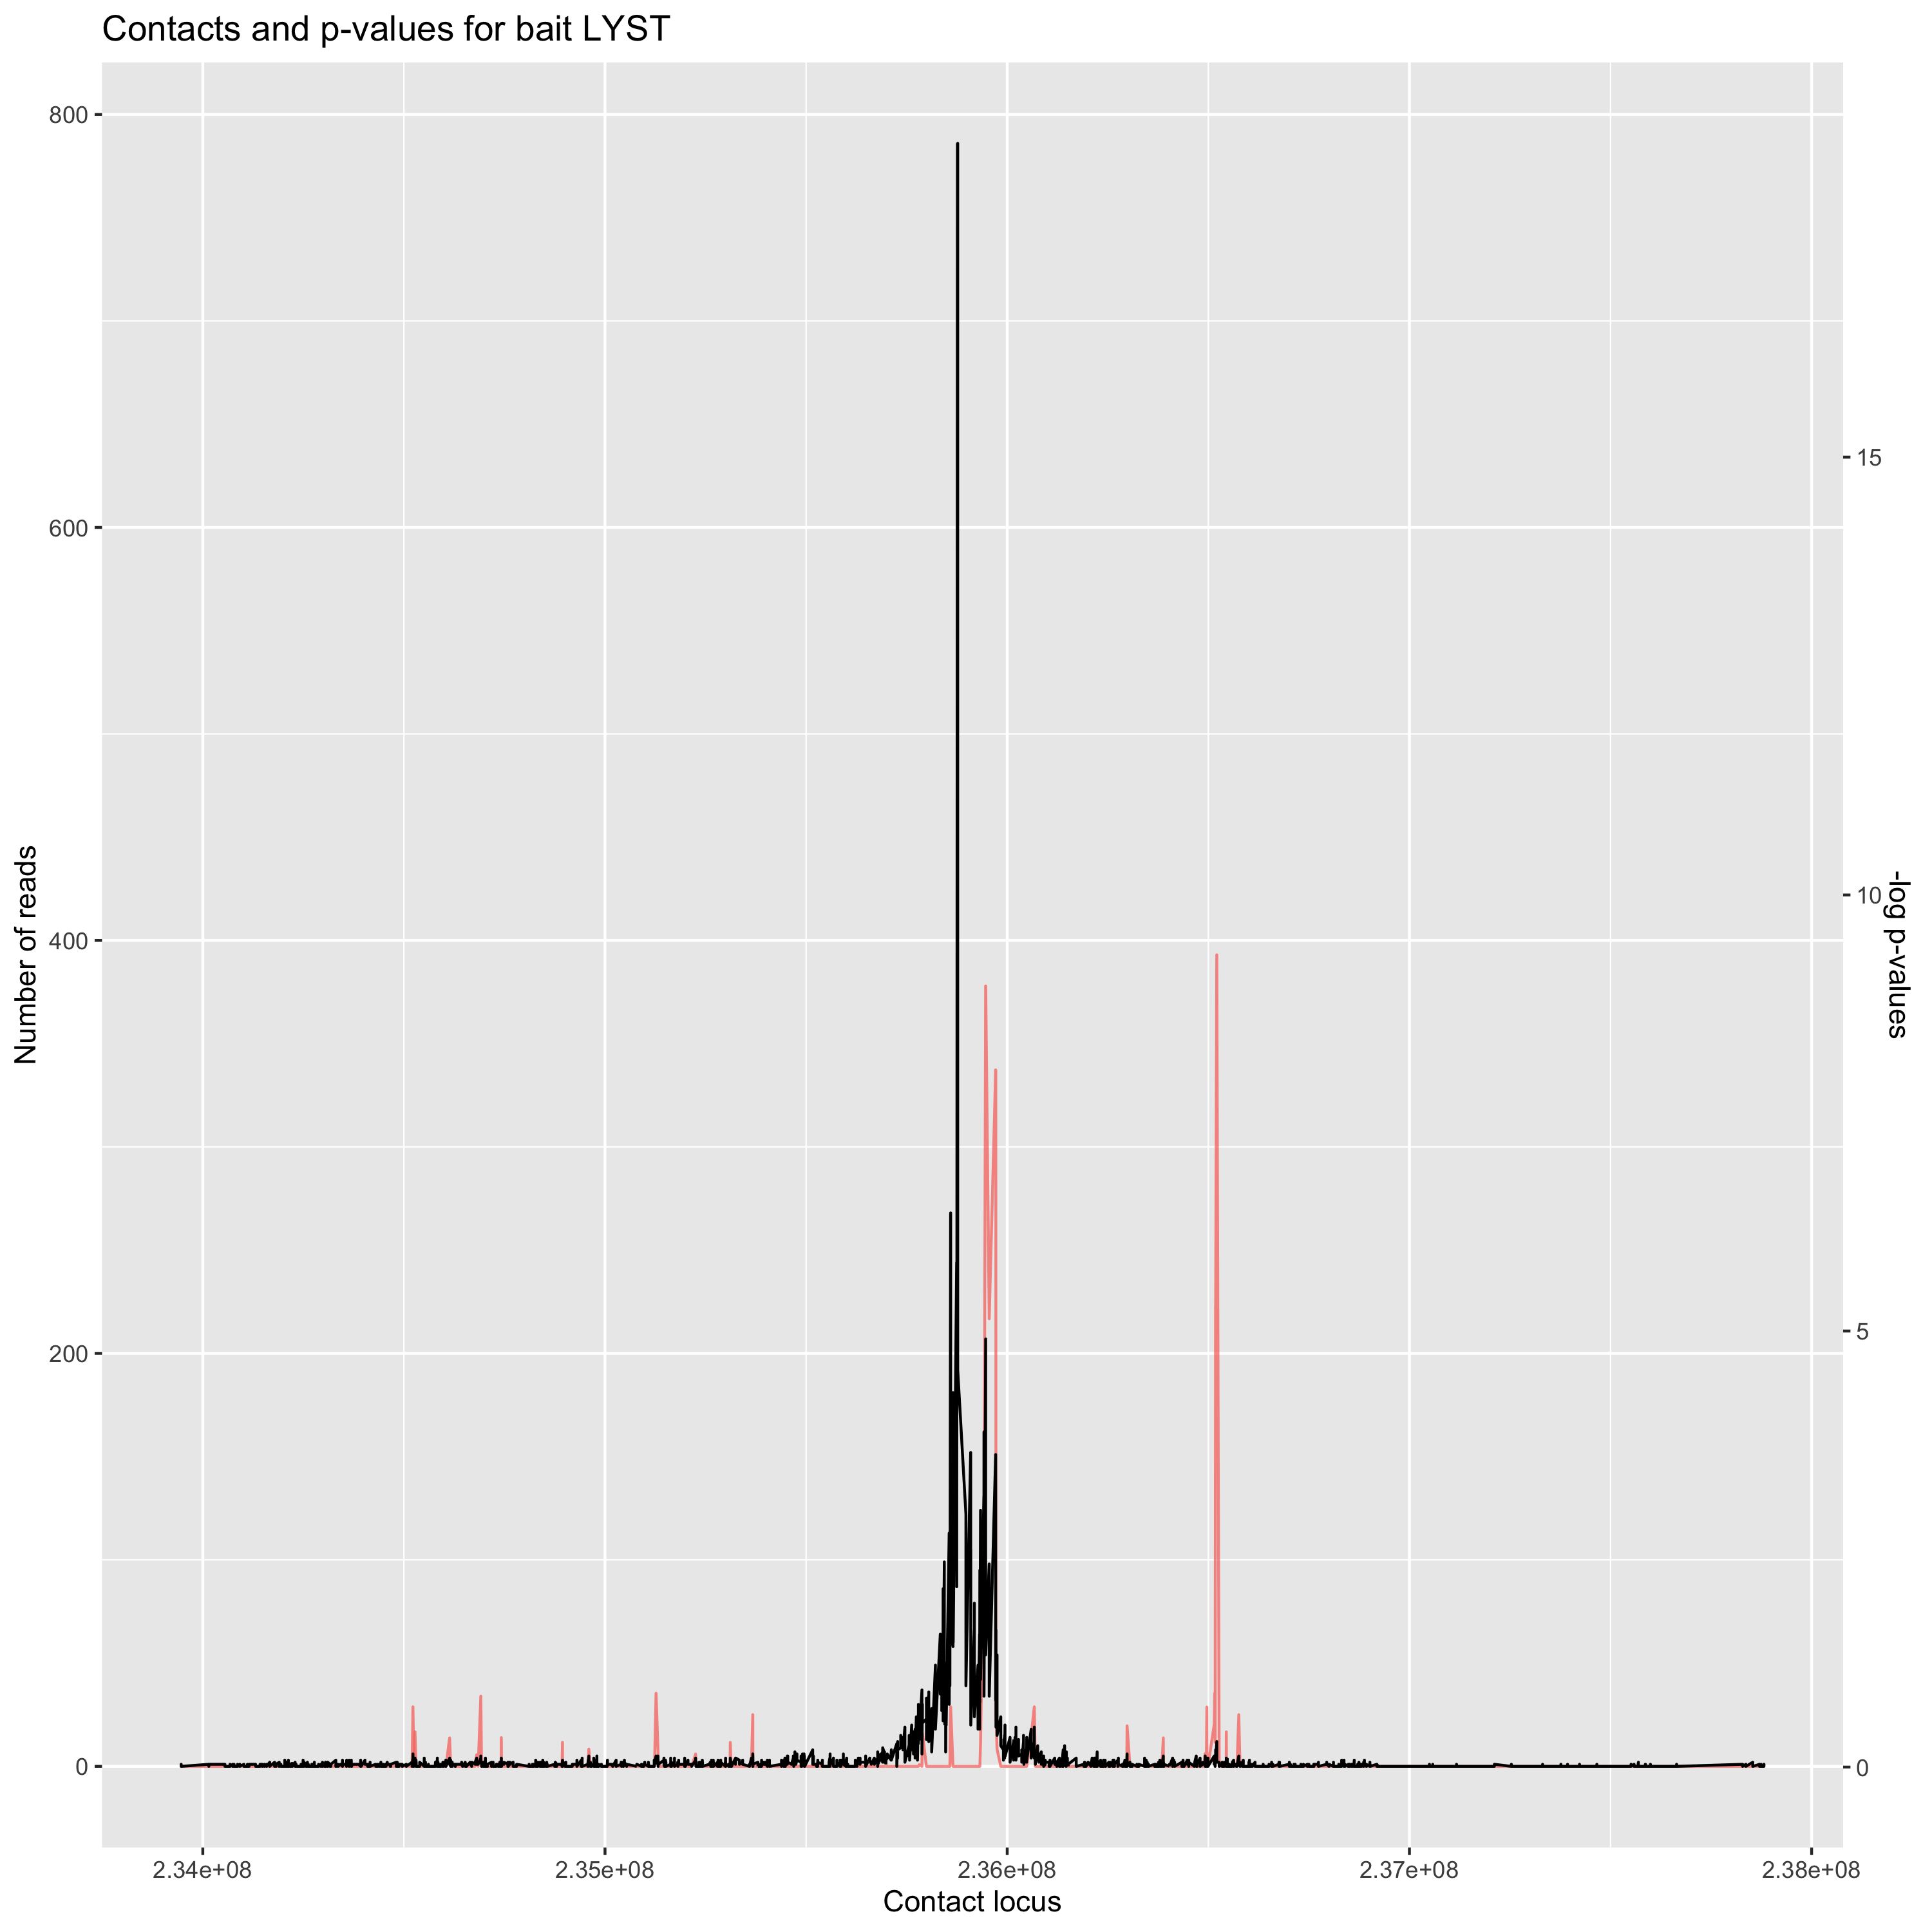 Contacts and p-values for bait LYST
800
600
400
200
0
Number of reads
15
10
5
0
-log p-values
2.34e+08
2.35e+08
2.36e+08
2.37e+08
2.38e+08
Contact locus